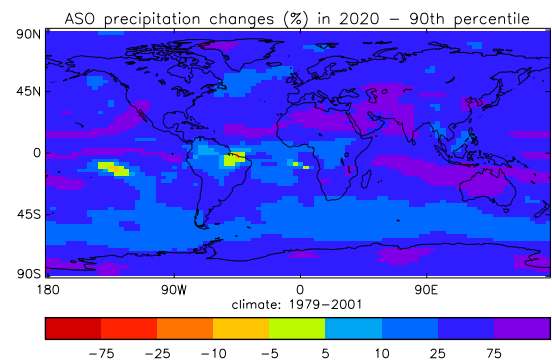 ASO precipitation changes (%) in 2020 - 90th percentile
90N
45N
0
45S
90S
180 90W 0 90E
climate: 1979-2001
-75 -25 -10 -5 5 10 25 75